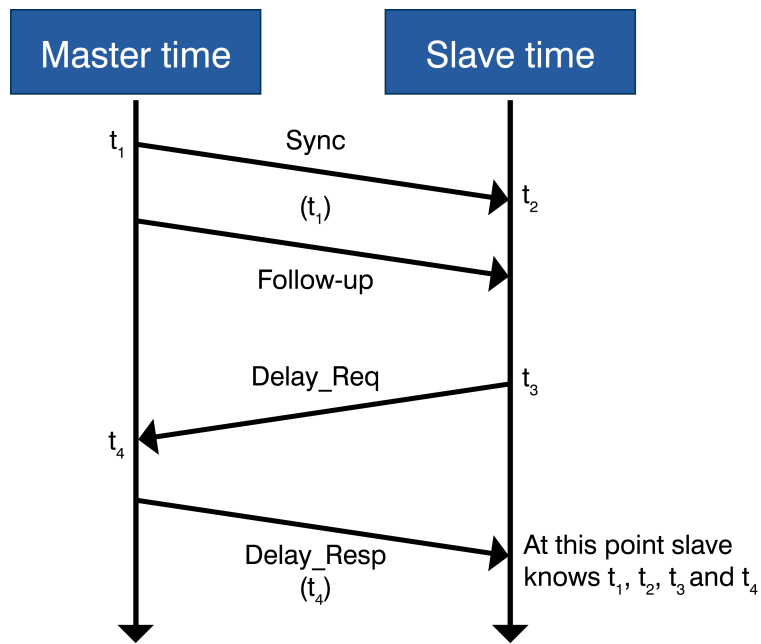 Master time
Slave time
t₁
Sync
t₂
(t₁)
Follow-up
Delay_Req
t₃
t₄
Delay_Resp
(t₄)
At this point slave
knows t₁, t₂, t₃ and t₄